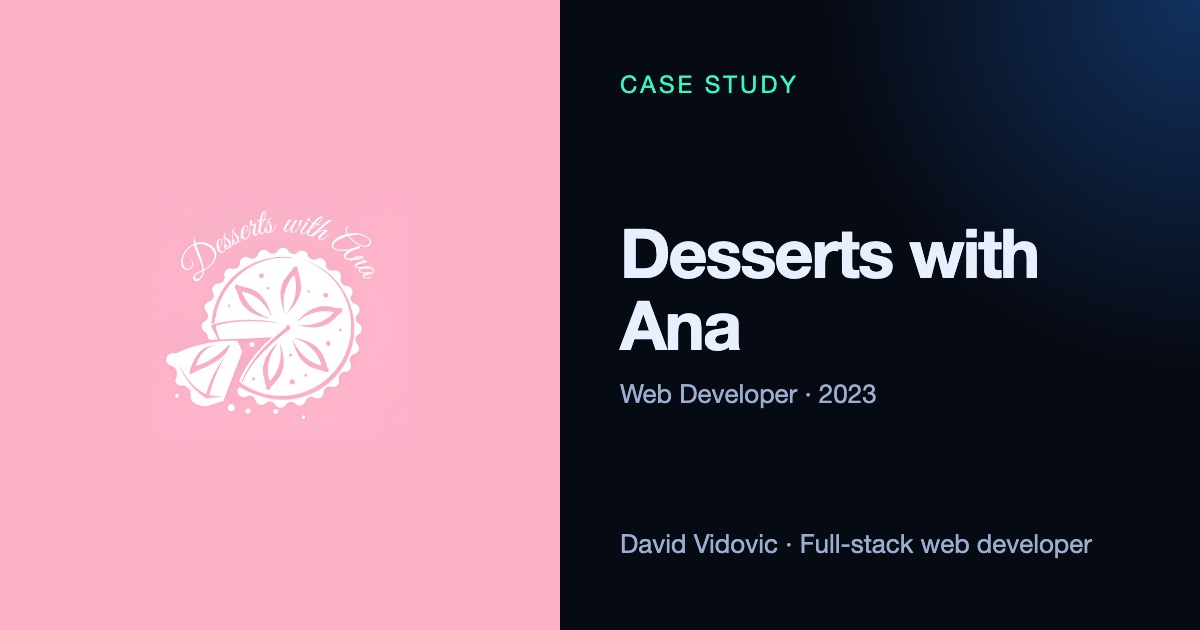 Desserts with Ana
CASE STUDY
Desserts with
Ana
Web Developer · 2023
David Vidovic · Full-stack web developer